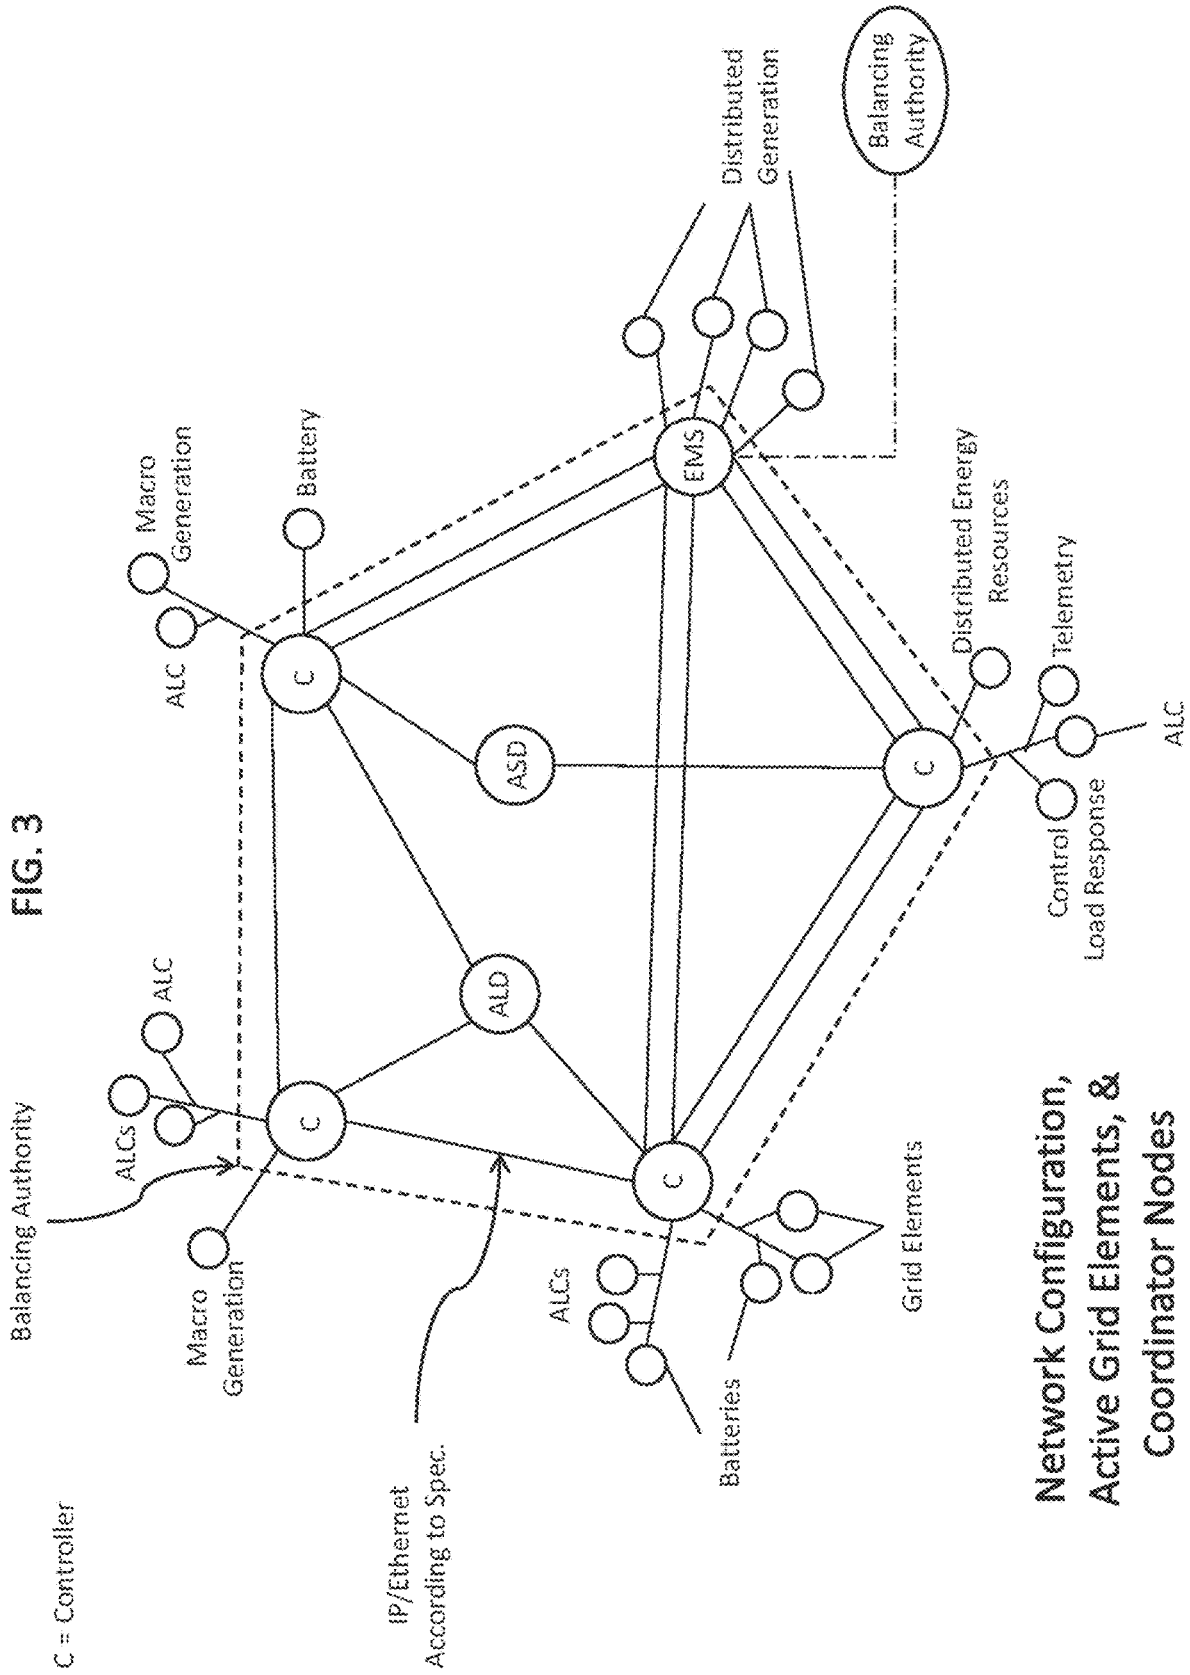 FIG. 3
C = Controller
Balancing Authority
IP/Ethernet
According to Spec.
Macro
Generation
ALCs
ALC
C
ALC
Macro
Generation
Battery
C
ALD
ASD
ALCs
Batteries
C
Grid Elements
EMS
Distributed
Generation
Balancing
Authority
C
Distributed Energy
Resources
Telemetry
Control
Load Response
ALC
Network Configuration,
Active Grid Elements, &
Coordinator Nodes